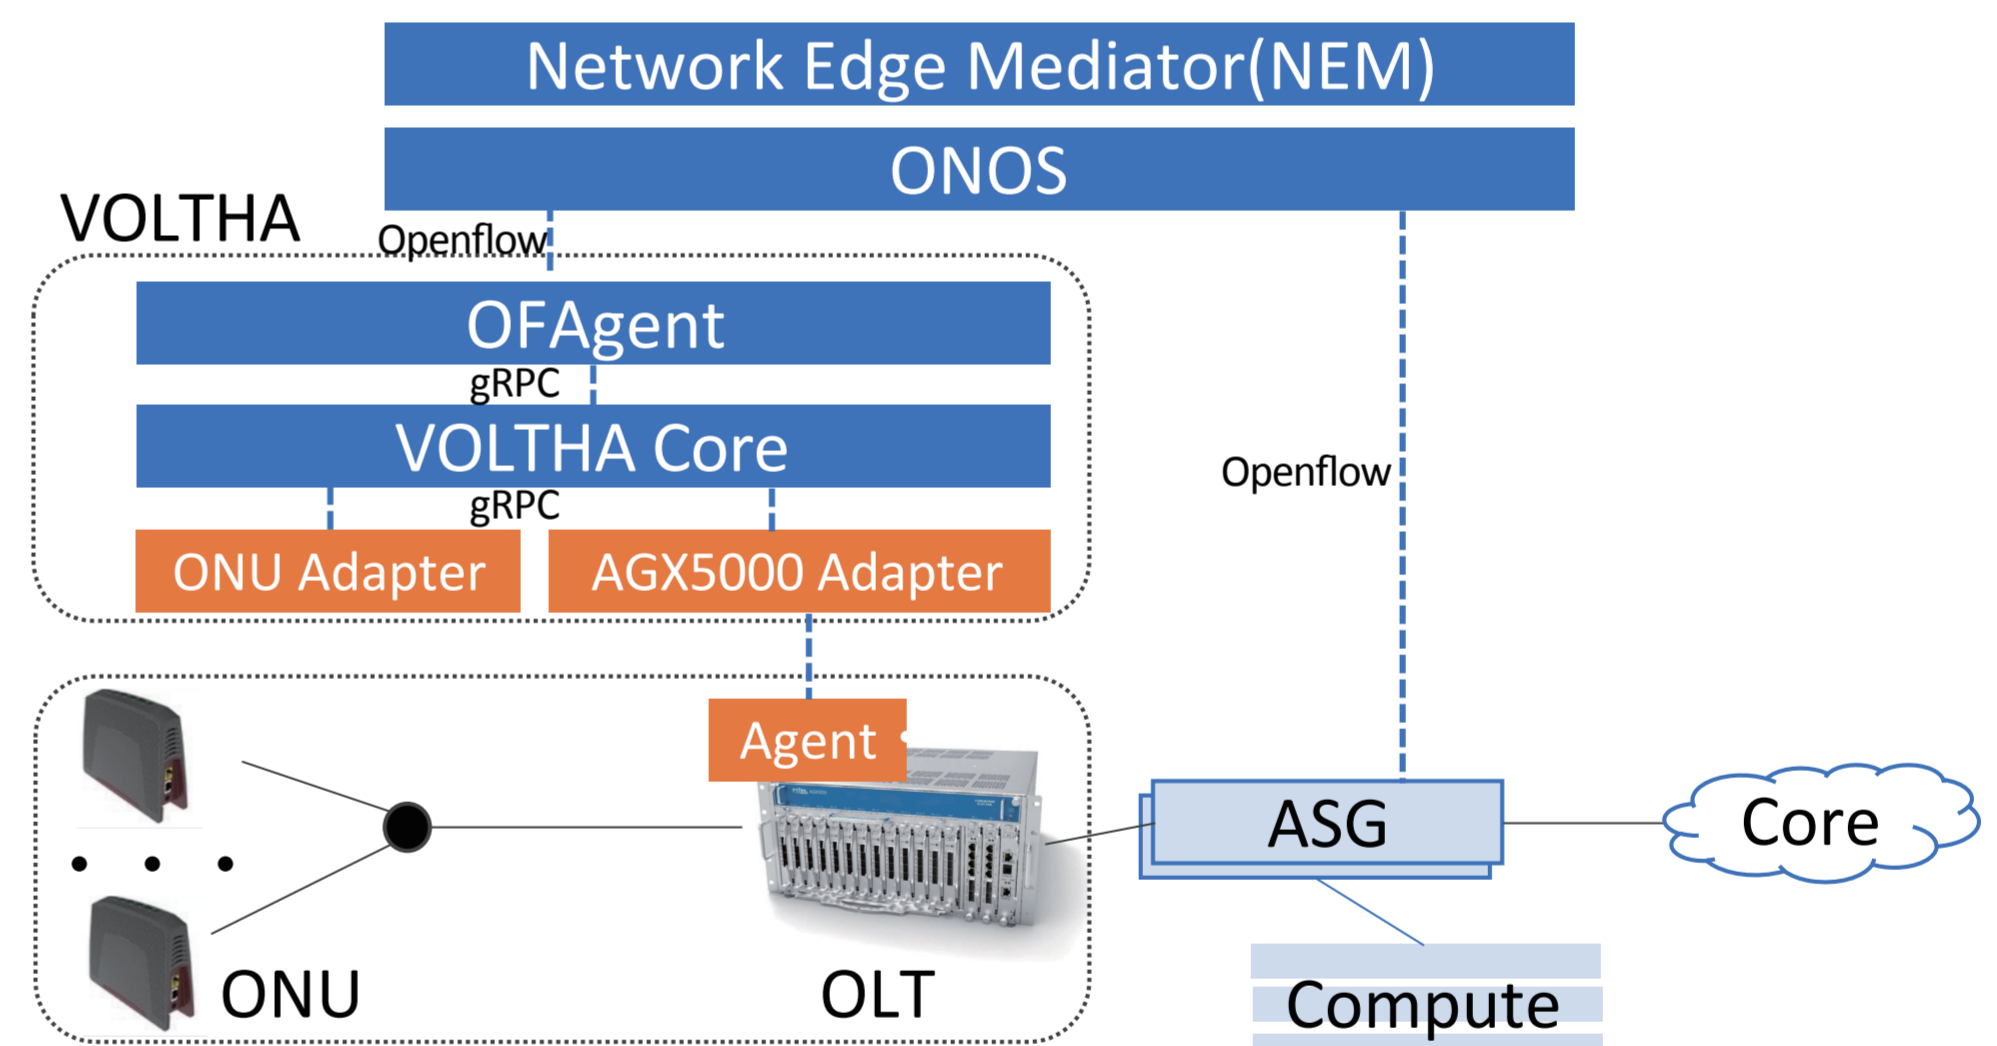 Network Edge Mediator(NEM)
ONOS
VOLTHA
Openflow
OFAgent
gRPC
VOLTHA Core
gRPC
Openflow
ONU Adapter
AGX5000 Adapter
Agent
ASG
Core
ONU
OLT
Compute